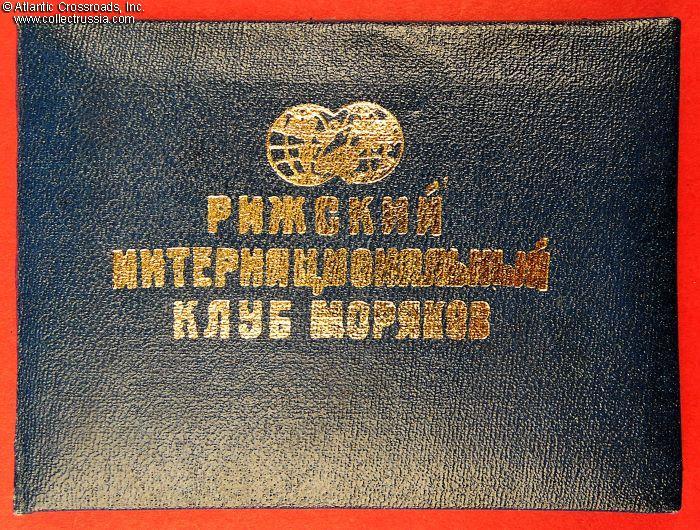 © Atlantic Crossroads, Inc.
www.collectrussia.com
РИЖСКИЙ
ИНТЕРНАЦИОНАЛЬНЫЙ
КЛУБ МОРЯКОВ